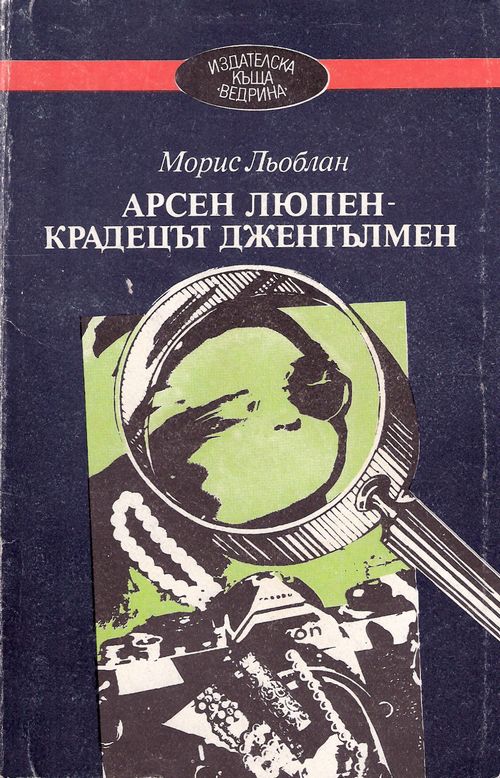 ИЗДАТЕЛСКА
КЪЩА
·ВЕДРИНА·
Морис Льоблан
АРСЕН ЛЮПЕН-
КРАДЕЦЪТ ДЖЕНТЪЛМЕН